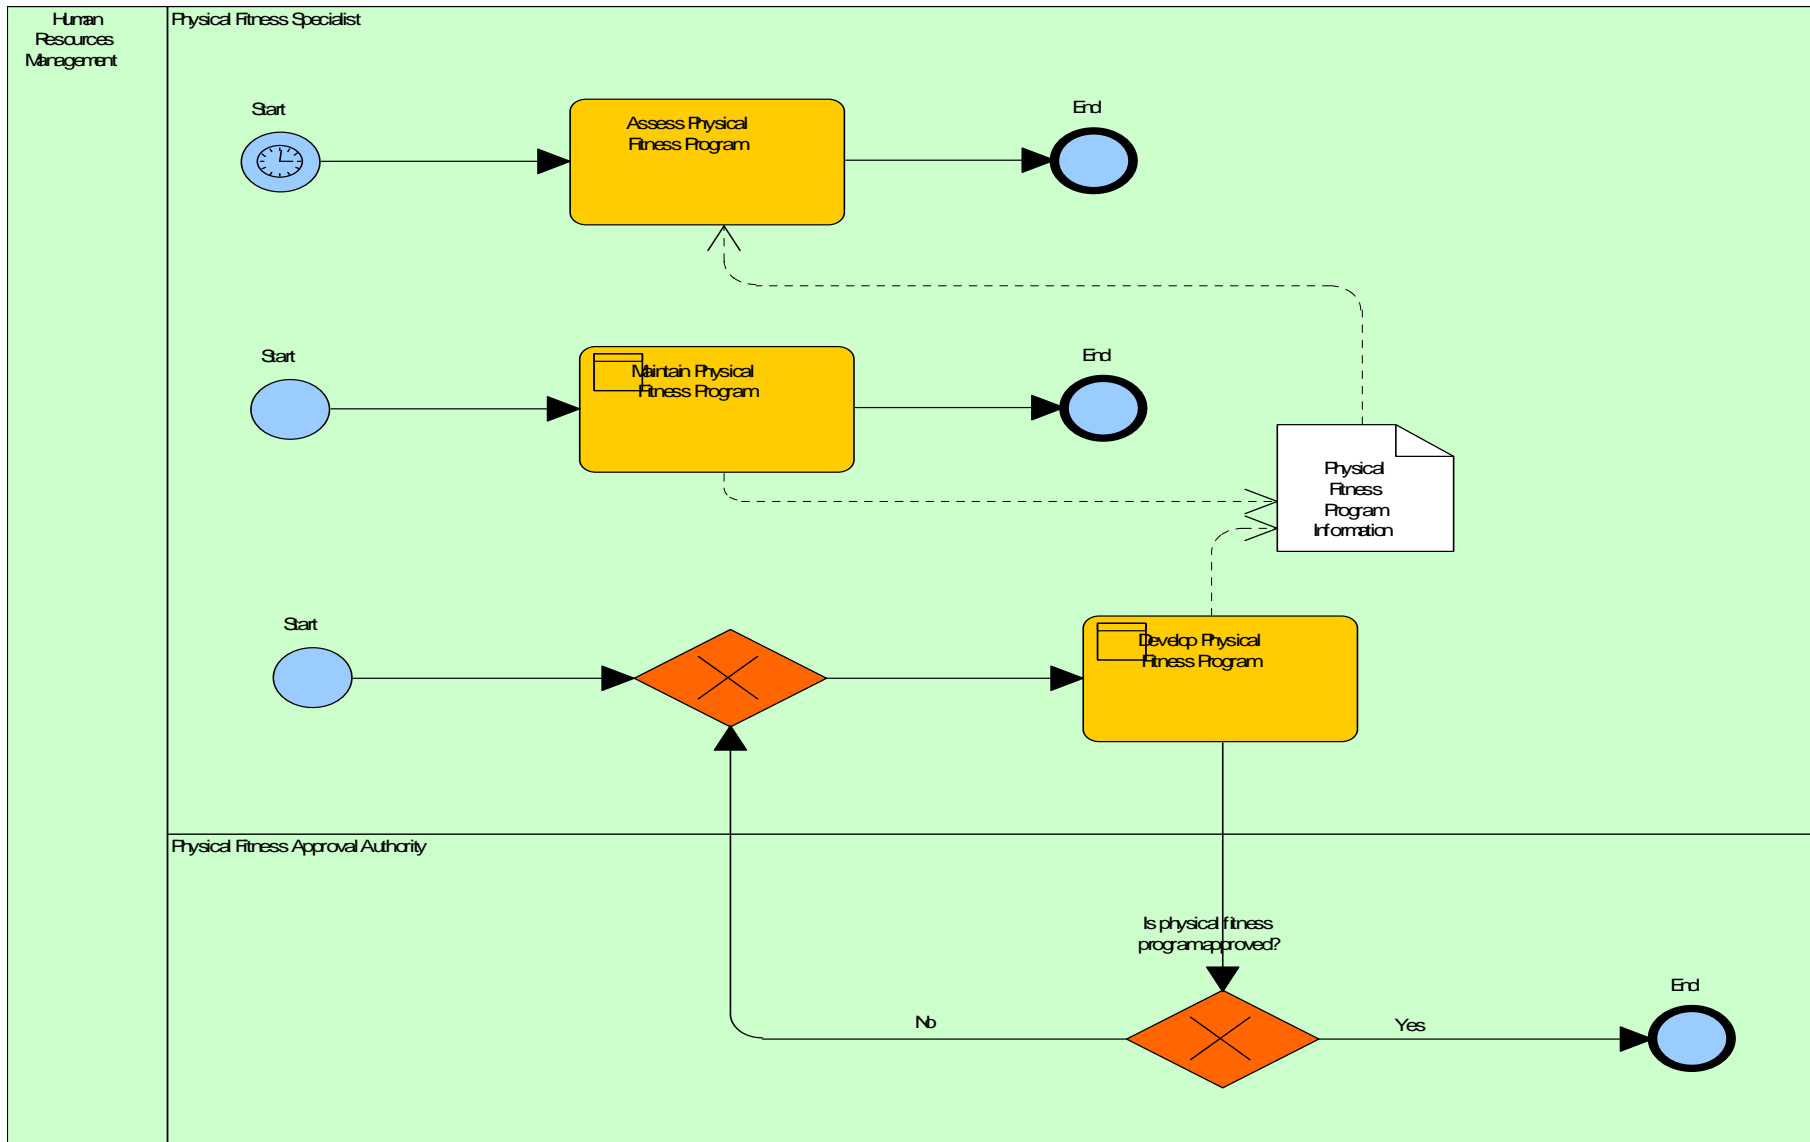 Human
Resources
Management
Physical Fitness Specialist
Start
Assess Physical
Fitness Program
End
Start
Maintain Physical
Fitness Program
End
Physical
Fitness
Program
Information
Start
Develop Physical
Fitness Program
Physical Fitness Approval Authority
Is physical fitness
program approved?
No
Yes
End